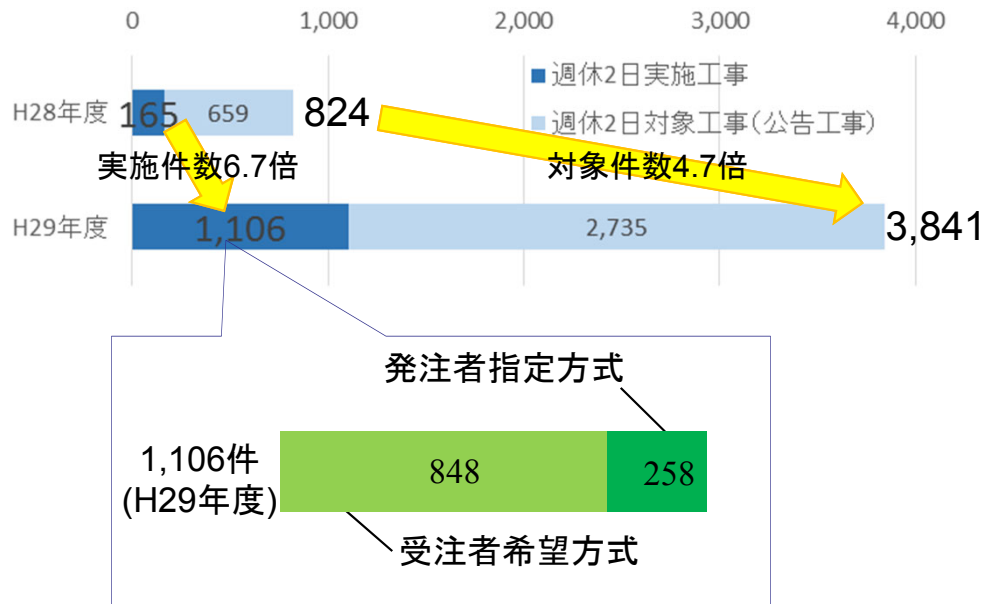 0
1,000
2,000
3,000
4,000
週休2日実施工事
週休2日対象工事(公告工事)
H28年度
165
659
824
実施件数6.7倍
対象件数4.7倍
H29年度
1,106
2,735
3,841
発注者指定方式
1,106件
(H29年度)
848
258
受注者希望方式